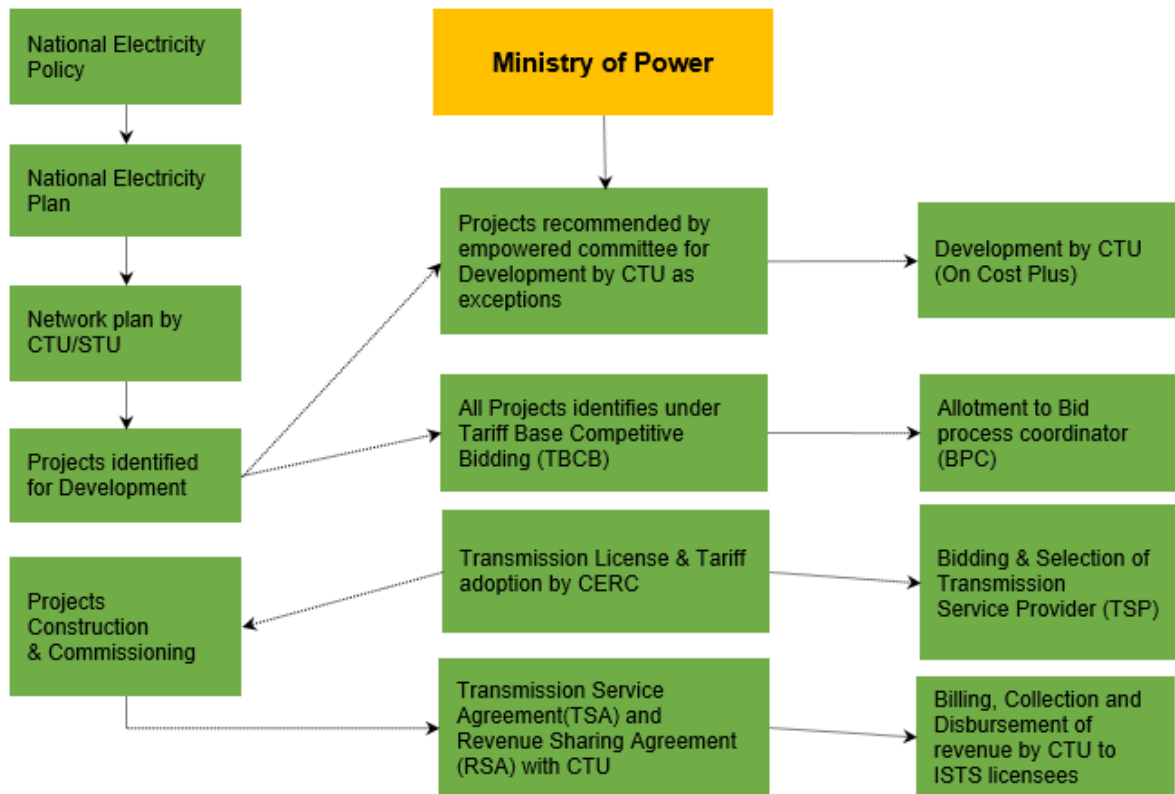 National Electricity
Policy
Ministry of Power
National Electricity
Plan
Projects recommended by
empowered committee for
Development by CTU as
exceptions
Development by CTU
(On Cost Plus)
Network plan by
CTU/STU
All Projects identifies under
Tariff Base Competitive
Bidding (TBCB)
Allotment to Bid
process coordinator
(BPC)
Projects identified
for Development
Transmission License & Tariff
adoption by CERC
Bidding & Selection of
Transmission
Service Provider (TSP)
Projects
Construction
& Commissioning
Transmission Service
Agreement(TSA) and
Revenue Sharing Agreement
(RSA) with CTU
Billing, Collection and
Disbursement of
revenue by CTU to
ISTS licensees